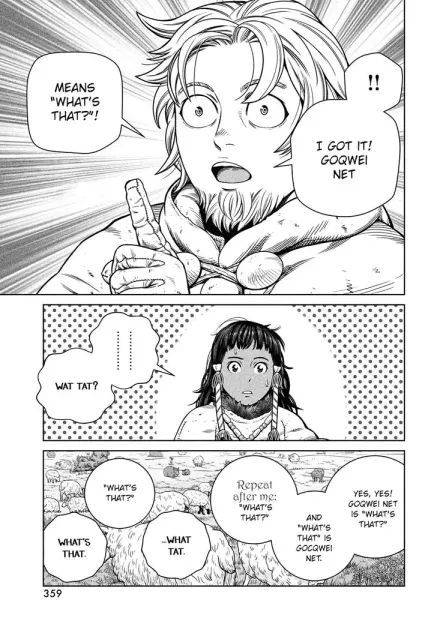 !!
I GOT IT!
GOQWEI
NET
MEANS
"WHAT'S
THAT?"!
......
WAT TAT?
YES, YES!
GOQWEI NET
IS "WHAT'S
THAT?"
AND
"WHAT'S
THAT" IS
GOCQWEI
NET.
Repeat
after me:
"WHAT'S
THAT?"
...WHAT
TAT.
"WHAT'S
THAT?"
WHAT'S
THAT.
359